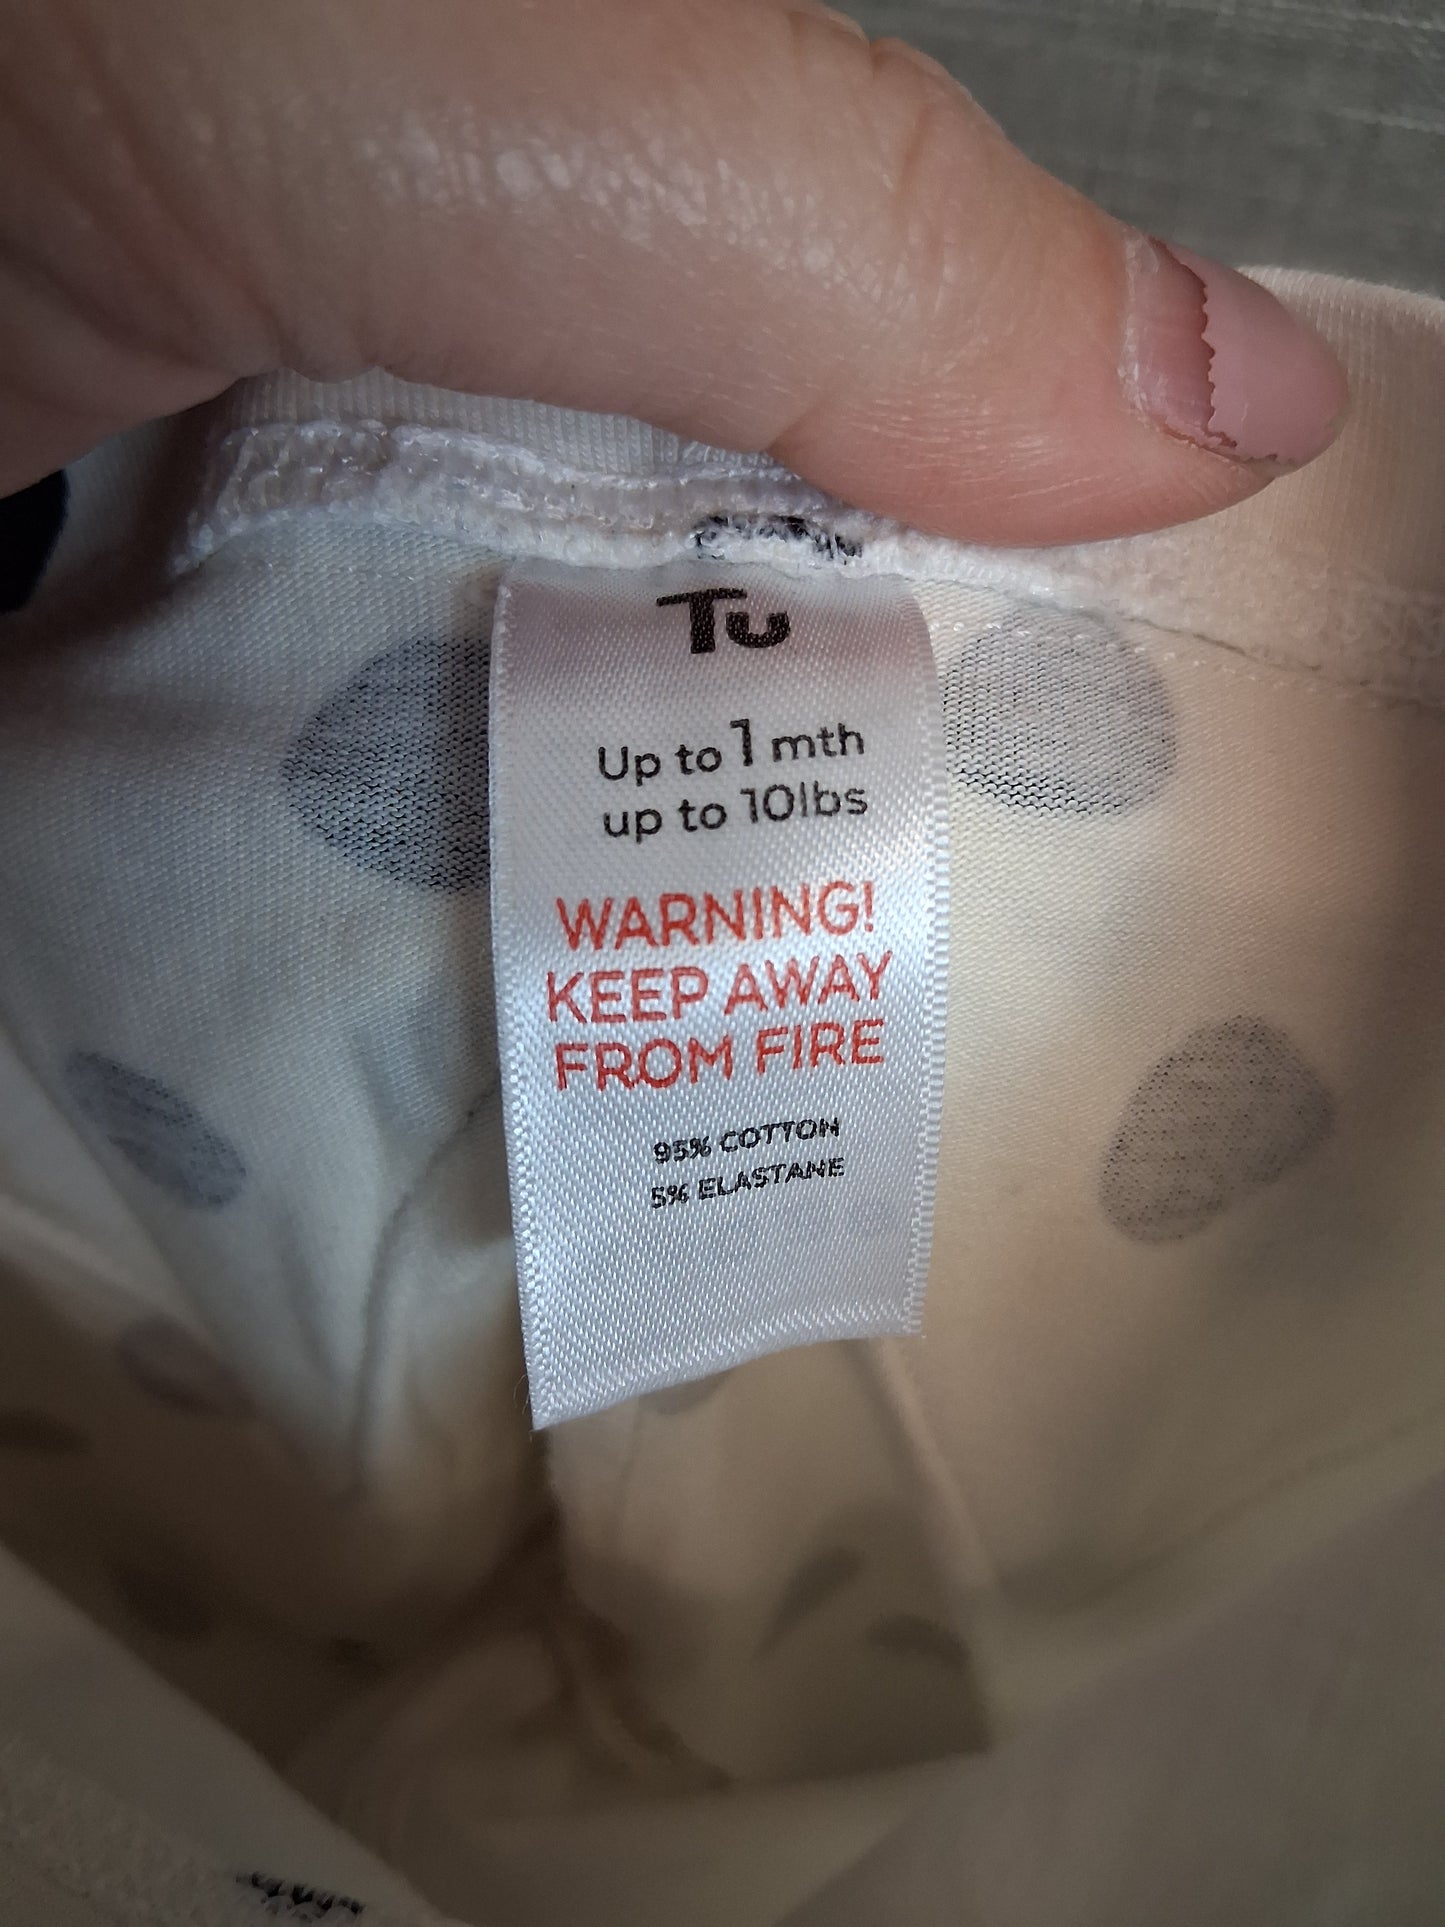 Tu
Up to 1 mth
up to 10lbs
WARNING!
KEEP AWAY
FROM FIRE
95% COTTON
5% ELASTANE